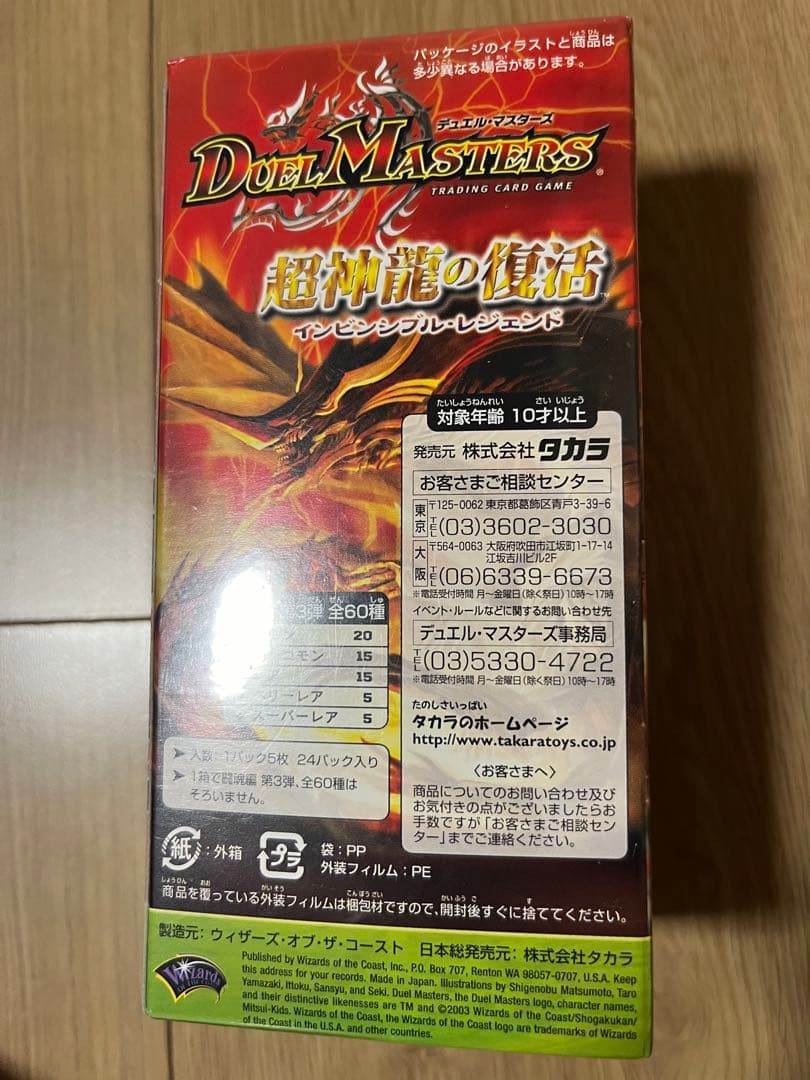 パッケージのイラストと商品は
多少異なる場合があります。
デュエル・マスターズ
DUEL MASTERS®
TRADING CARD GAME
超神龍の復活™
インビンシブル・レジェンド
対象年齢 10才以上
発売元 株式会社タカラ
お客さまご相談センター
東京 〒125-0062 東京都葛飾区青戸3-39-6
TEL (03)3602-3030
大阪 〒564-0063 大阪府吹田市江坂町1-17-14
江坂吉川ビル2F
TEL (06)6339-6673
※電話受付時間 月〜金曜日(除く祭日)10時〜17時
イベント・ルールなどに関するお問い合わせ先
デュエル・マスターズ事務局
TEL (03)5330-4722
※電話受付時間 月〜金曜日(除く祭日)10時〜17時
たのしさいっぱい
タカラのホームページ
http://www.takaratoys.co.jp
〈お客さまへ〉
商品についてのお問い合わせ及び
お気付きの点がございましたらお
手数ですが「お客さまご相談セン
ター」までご連絡ください。
第3弾 全60種
ン 20
コモン 15
ア 15
リーレア 5
スーパーレア 5
➤ 入数:1パック5枚 24パック入り
➤ 1箱で闘魂編 第3弾、全60種は
そろいません。
紙:外箱
プラ 袋:PP
外装フィルム:PE
商品を覆っている外装フィルムは梱包材ですので、開封後すぐに捨ててください。
製造元:ウィザーズ・オブ・ザ・コースト 日本総発売元:株式会社タカラ
Wizards
OF THE COAST
Published by Wizards of the Coast, Inc., P.O. Box 707, Renton WA 98057-0707, U.S.A. Keep
this address for your records. Made in Japan. Illustrations by Shigenobu Matsumoto, Taro
Yamazaki, Ittoku, Sansyu, and Seki. Duel Masters, the Duel Masters logo, character names,
and their distinctive likenesses are TM and ©2003 Wizards of the Coast/Shogakukan/
Mitsui-Kids. Wizards of the Coast, the Wizards of the Coast logo are trademarks of Wizards
of the Coast in the U.S.A. and other countries.